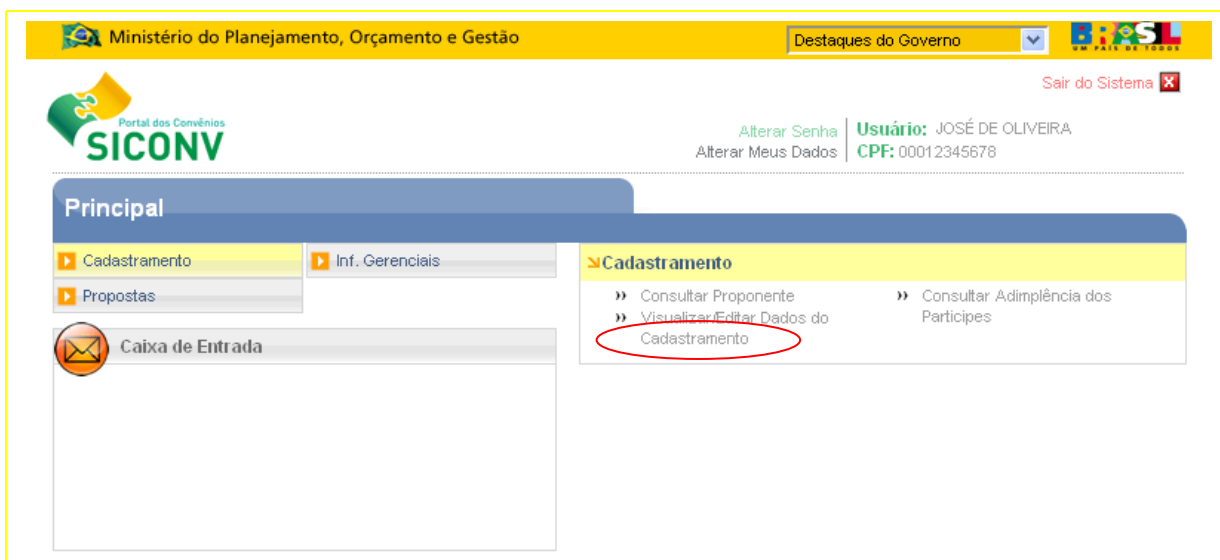 Ministério do Planejamento, Orçamento e Gestão
Destaques do Governo
BRASIL
UM PAÍS DE TODOS
Sair do Sistema
Portal dos Convênios
SICONV
Alterar Senha
Usuário: JOSÉ DE OLIVEIRA
Alterar Meus Dados
CPF: 00012345678
Principal
Cadastramento
Inf. Gerenciais
Propostas
Caixa de Entrada
Cadastramento
Consultar Proponente
Visualizar/Editar Dados do
Cadastramento
Consultar Adimplência dos
Participes